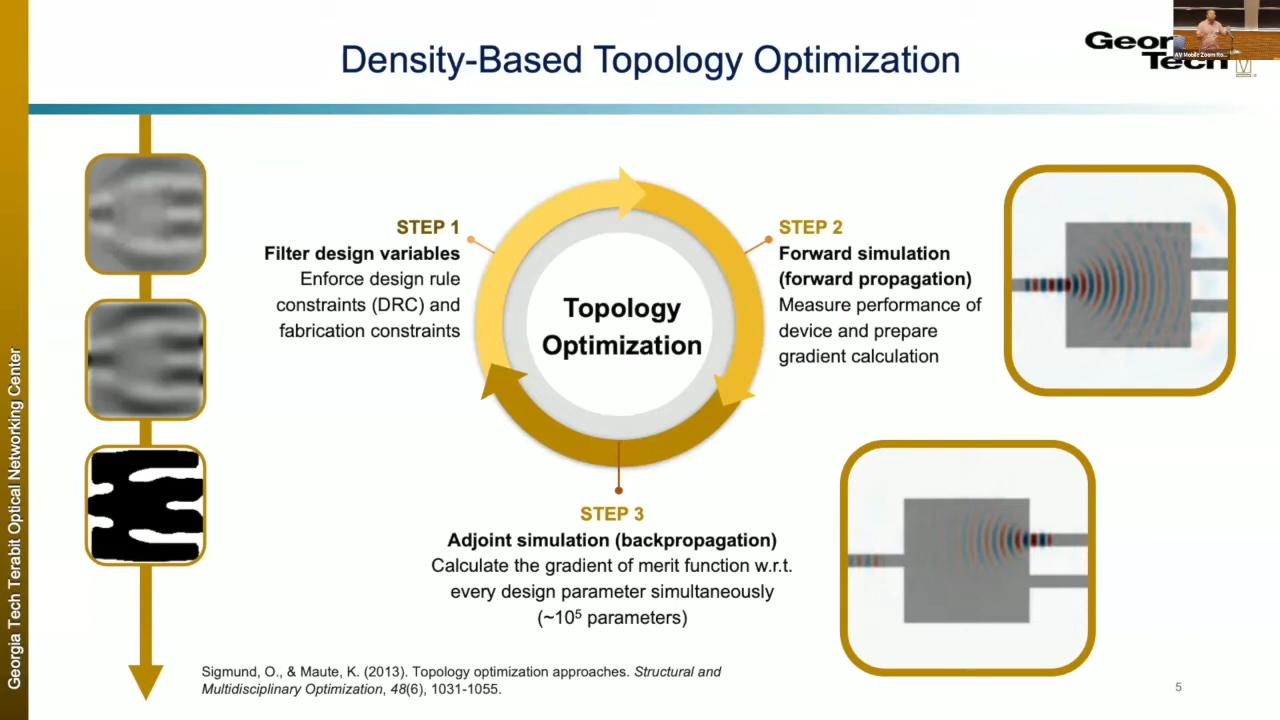 Density-Based Topology Optimization
Geor
Tech
Georgia Tech Terabit Optical Networking Center
STEP 1
Filter design variables
Enforce design rule
constraints (DRC) and
fabrication constraints
Topology
Optimization
STEP 2
Forward simulation
(forward propagation)
Measure performance of
device and prepare
gradient calculation
STEP 3
Adjoint simulation (backpropagation)
Calculate the gradient of merit function w.r.t.
every design parameter simultaneously
(~10⁵ parameters)
Sigmund, O., & Maute, K. (2013). Topology optimization approaches. Structural and
Multidisciplinary Optimization, 48(6), 1031-1055.
5